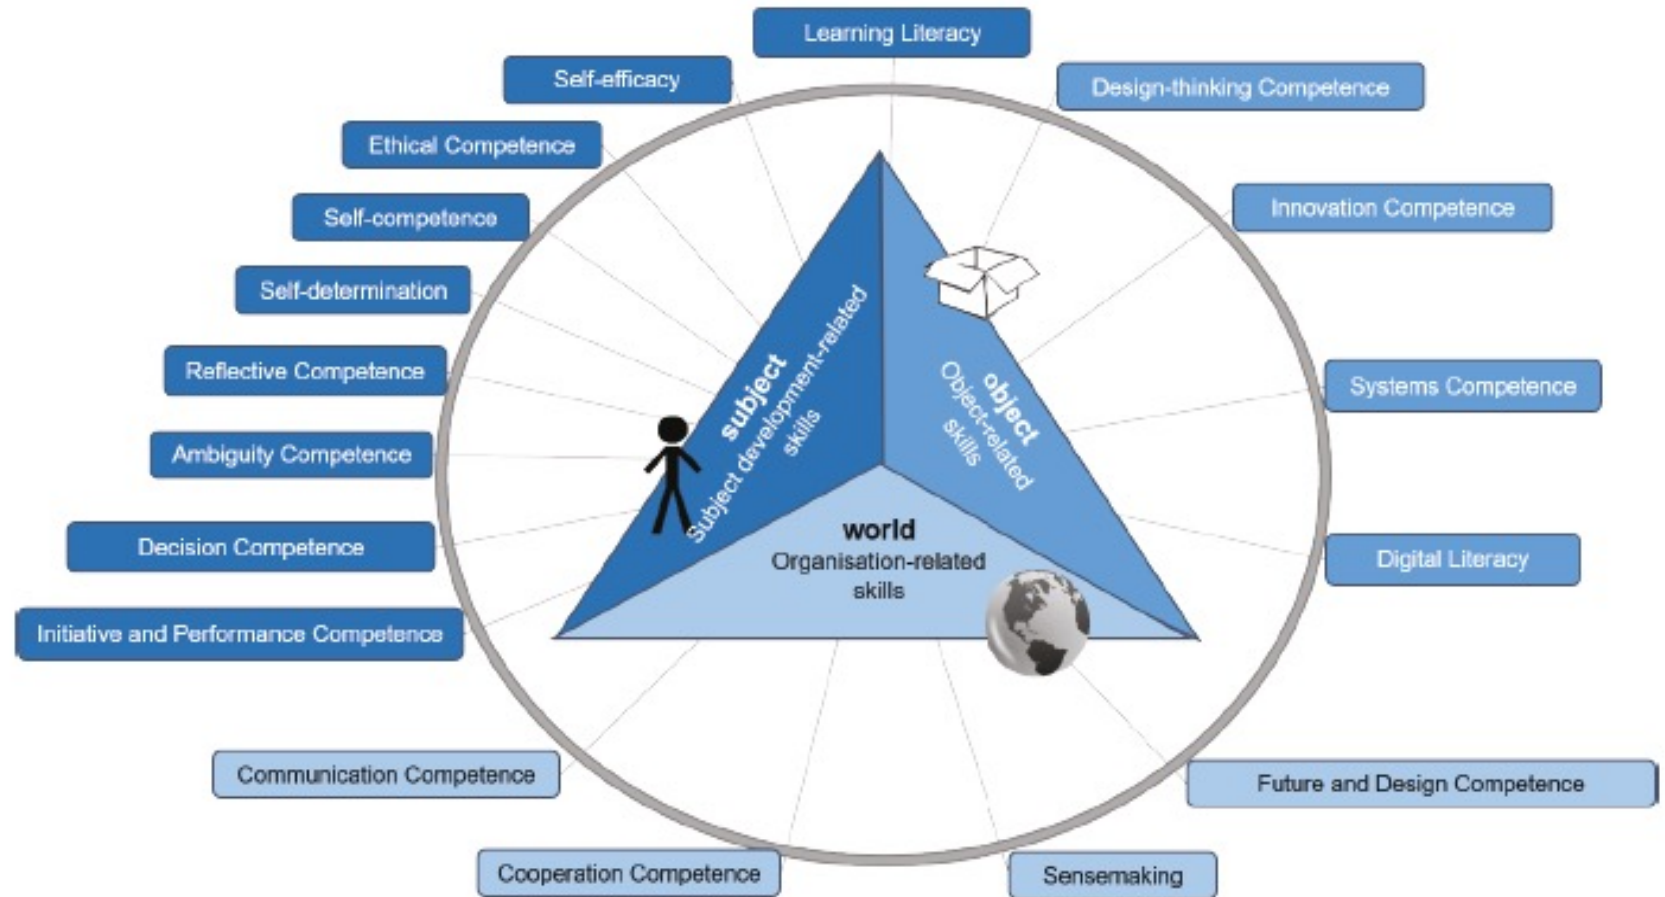 Learning Literacy
Self-efficacy
Design-thinking Competence
Ethical Competence
Innovation Competence
Self-competence
Self-determination
Reflective Competence
Systems Competence
Ambiguity Competence
Decision Competence
Digital Literacy
Initiative and Performance Competence
subject
Subject development-related
skills
object
Object-related
skills
world
Organisation-related
skills
Communication Competence
Future and Design Competence
Cooperation Competence
Sensemaking